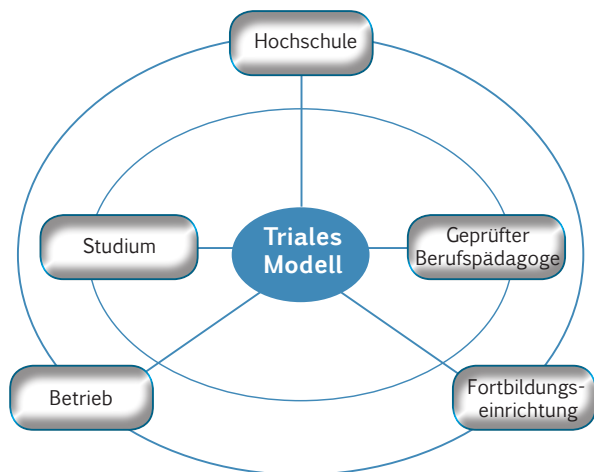 Hochschule
Studium
Triales
Modell
Geprüfter
Berufspädagoge
Betrieb
Fortbildungs-
einrichtung